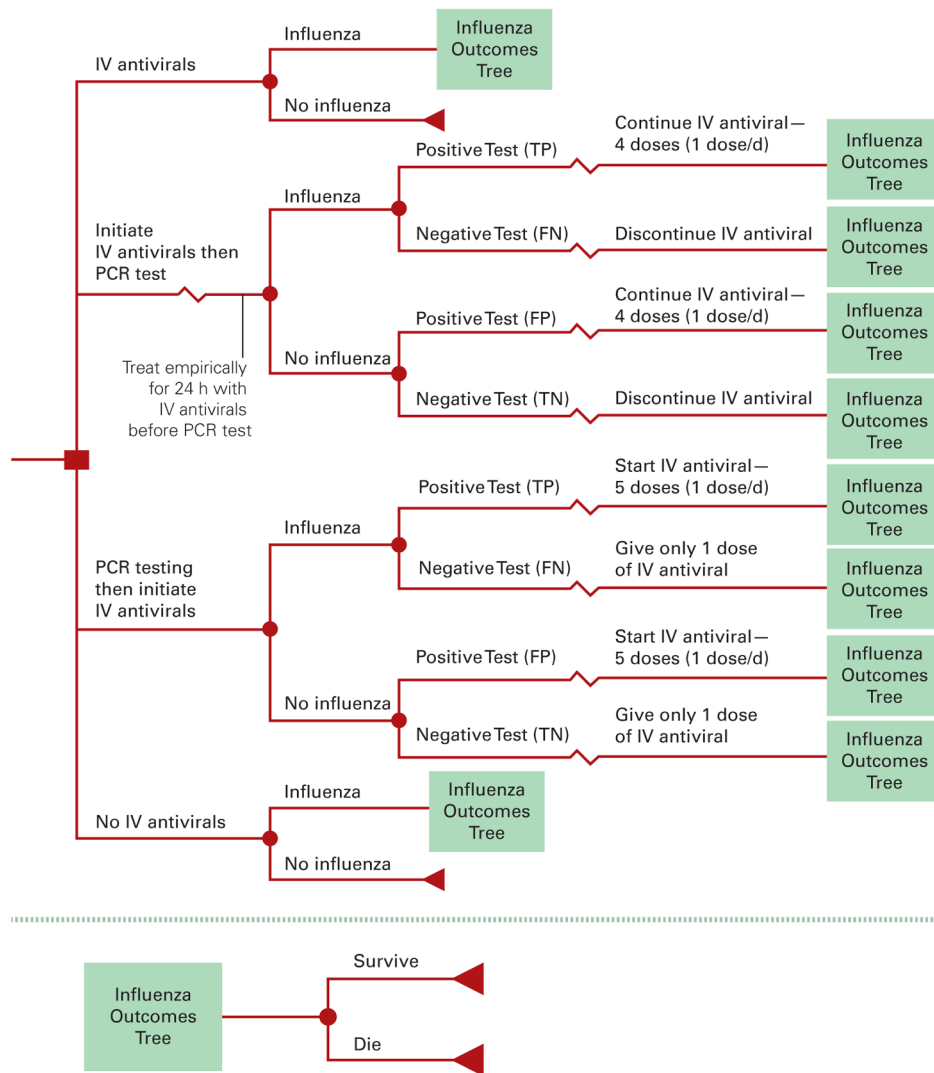 IV antivirals
Influenza
Influenza
Outcomes
Tree
No influenza
Initiate
IV antivirals then
PCR test
Treat empirically
for 24 h with
IV antivirals
before PCR test
Influenza
Positive Test (TP)
Continue IV antiviral—
4 doses (1 dose/d)
Influenza
Outcomes
Tree
Negative Test (FN)
Discontinue IV antiviral
Influenza
Outcomes
Tree
No influenza
Positive Test (FP)
Continue IV antiviral—
4 doses (1 dose/d)
Influenza
Outcomes
Tree
Negative Test (TN)
Discontinue IV antiviral
Influenza
Outcomes
Tree
PCR testing
then initiate
IV antivirals
Influenza
Positive Test (TP)
Start IV antiviral—
5 doses (1 dose/d)
Influenza
Outcomes
Tree
Negative Test (FN)
Give only 1 dose
of IV antiviral
Influenza
Outcomes
Tree
No influenza
Positive Test (FP)
Start IV antiviral—
5 doses (1 dose/d)
Influenza
Outcomes
Tree
Negative Test (TN)
Give only 1 dose
of IV antiviral
Influenza
Outcomes
Tree
No IV antivirals
Influenza
Influenza
Outcomes
Tree
No influenza
Influenza
Outcomes
Tree
Survive
Die